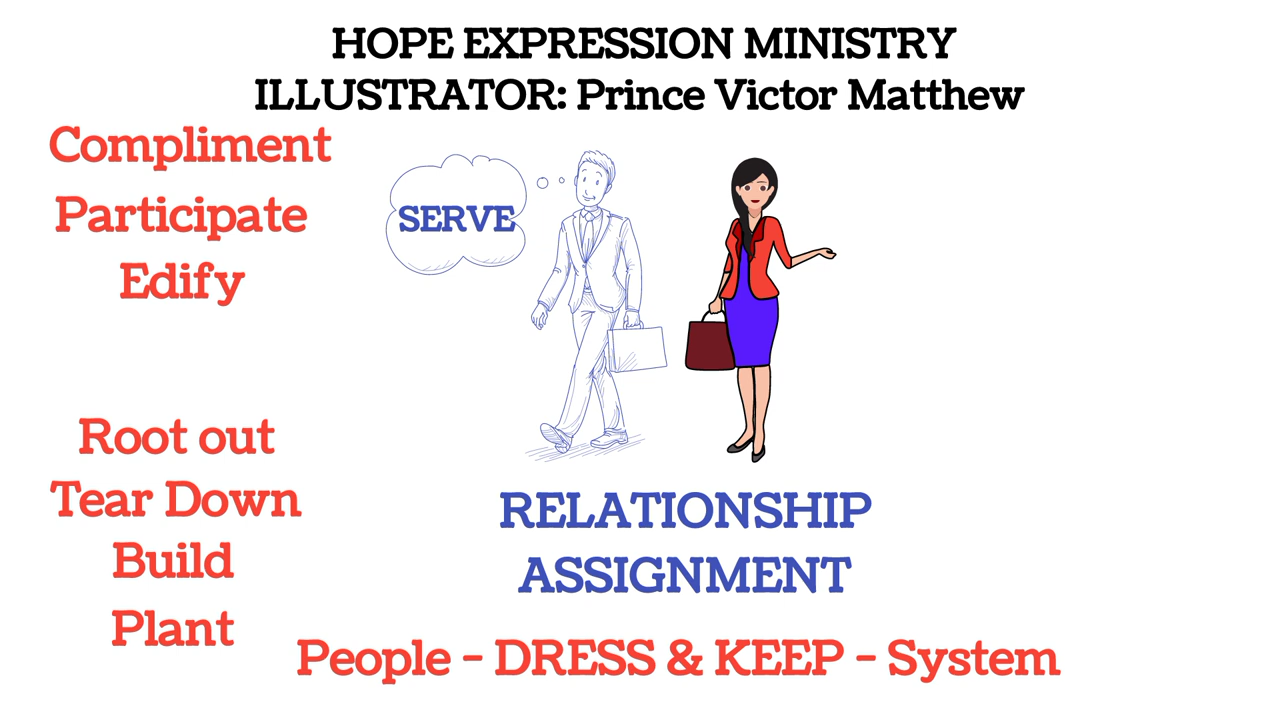 HOPE EXPRESSION MINISTRY
ILLUSTRATOR: Prince Victor Matthew
Compliment
Participate
Edify
SERVE
Root out
Tear Down
Build
Plant
RELATIONSHIP
ASSIGNMENT
People - DRESS & KEEP - System